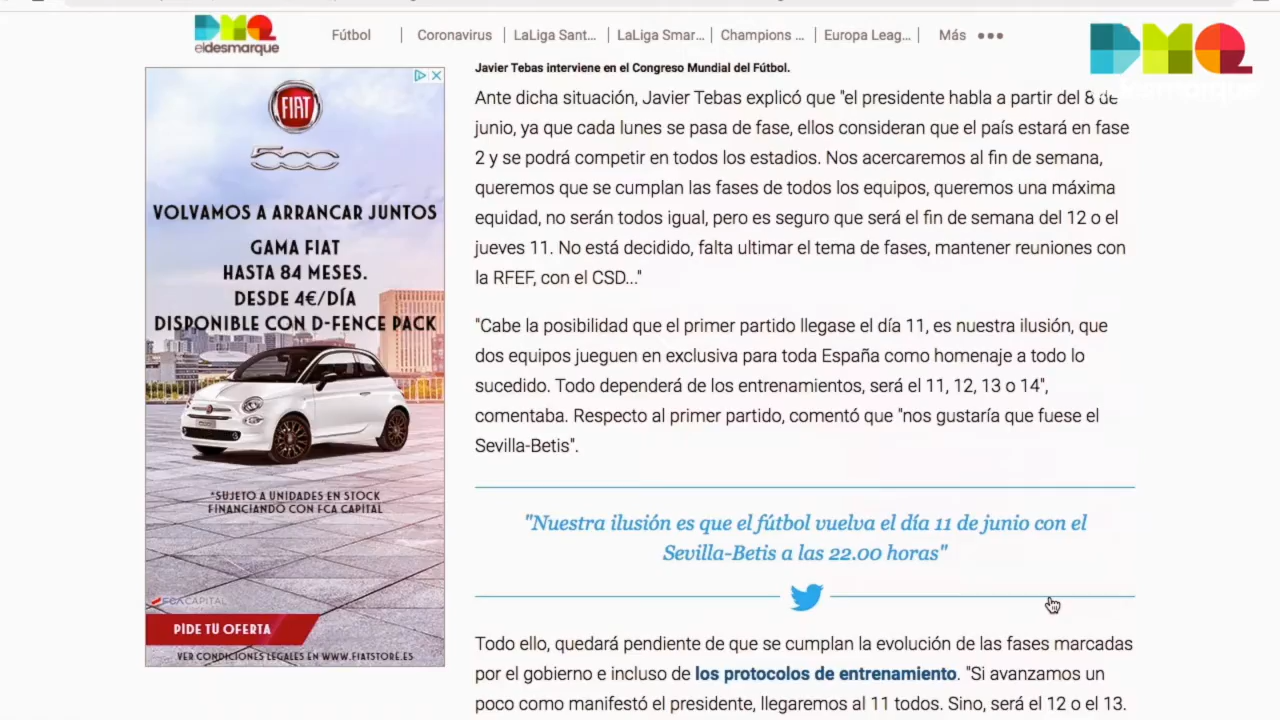 DMQ
eldesmarque
Fútbol
Coronavirus
LaLiga Sant...
LaLiga Smar...
Champions ...
Europa Leag...
Más
DMQ
FIAT
500
VOLVAMOS A ARRANCAR JUNTOS
GAMA FIAT
HASTA 84 MESES.
DESDE 4€/DÍA
DISPONIBLE CON D-FENCE PACK
*SUJETO A UNIDADES EN STOCK
FINANCIANDO CON FCA CAPITAL
FCA CAPITAL
PIDE TU OFERTA
VER CONDICIONES LEGALES EN WWW.FIATSTORE.ES
Javier Tebas interviene en el Congreso Mundial del Fútbol.
Ante dicha situación, Javier Tebas explicó que "el presidente habla a partir del 8 de
junio, ya que cada lunes se pasa de fase, ellos consideran que el país estará en fase
2 y se podrá competir en todos los estadios. Nos acercaremos al fin de semana,
queremos que se cumplan las fases de todos los equipos, queremos una máxima
equidad, no serán todos igual, pero es seguro que será el fin de semana del 12 o el
jueves 11. No está decidido, falta ultimar el tema de fases, mantener reuniones con
la RFEF, con el CSD..."
"Cabe la posibilidad que el primer partido llegase el día 11, es nuestra ilusión, que
dos equipos jueguen en exclusiva para toda España como homenaje a todo lo
sucedido. Todo dependerá de los entrenamientos, será el 11, 12, 13 o 14",
comentaba. Respecto al primer partido, comentó que "nos gustaría que fuese el
Sevilla-Betis".
"Nuestra ilusión es que el fútbol vuelva el día 11 de junio con el
Sevilla-Betis a las 22.00 horas"
Todo ello, quedará pendiente de que se cumplan la evolución de las fases marcadas
por el gobierno e incluso de los protocolos de entrenamiento. "Si avanzamos un
poco como manifestó el presidente, llegaremos al 11 todos. Sino, será el 12 o el 13.